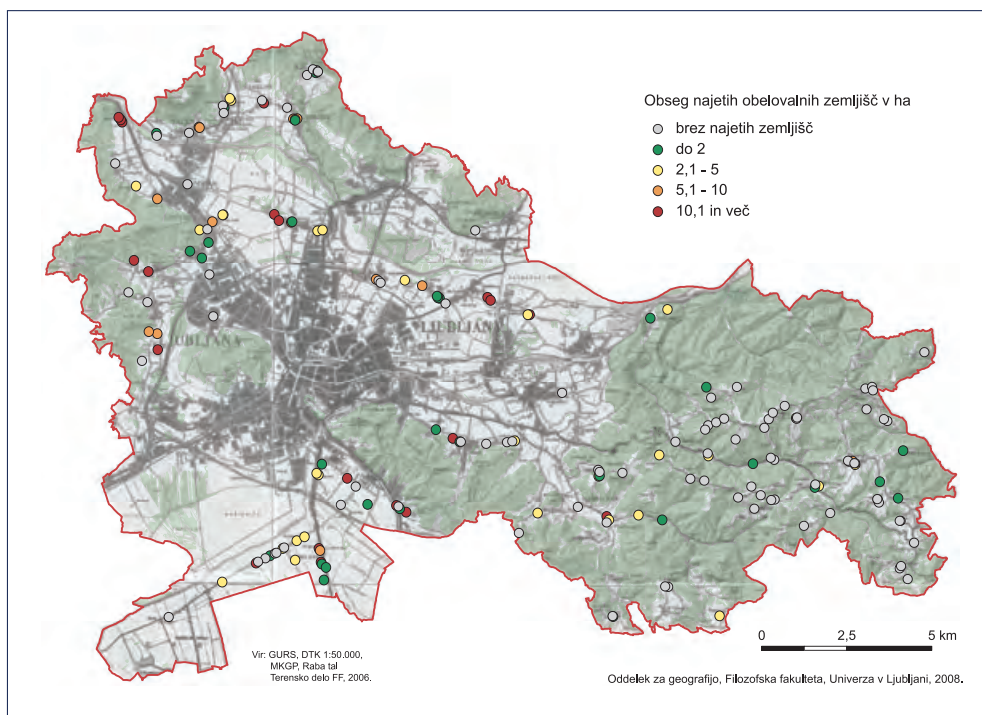 Obseg najetih obelovalnih zemljišč v ha
brez najetih zemljišč
do 2
2,1 - 5
5,1 - 10
10,1 in več
LJUBLJANA
LJUBLJANA
0 2,5 5 km
Vir: GURS, DTK 1:50.000,
MKGP, Raba tal
Terensko delo FF, 2006.
Oddelek za geografijo, Filozofska fakulteta, Univerza v Ljubljani, 2008.